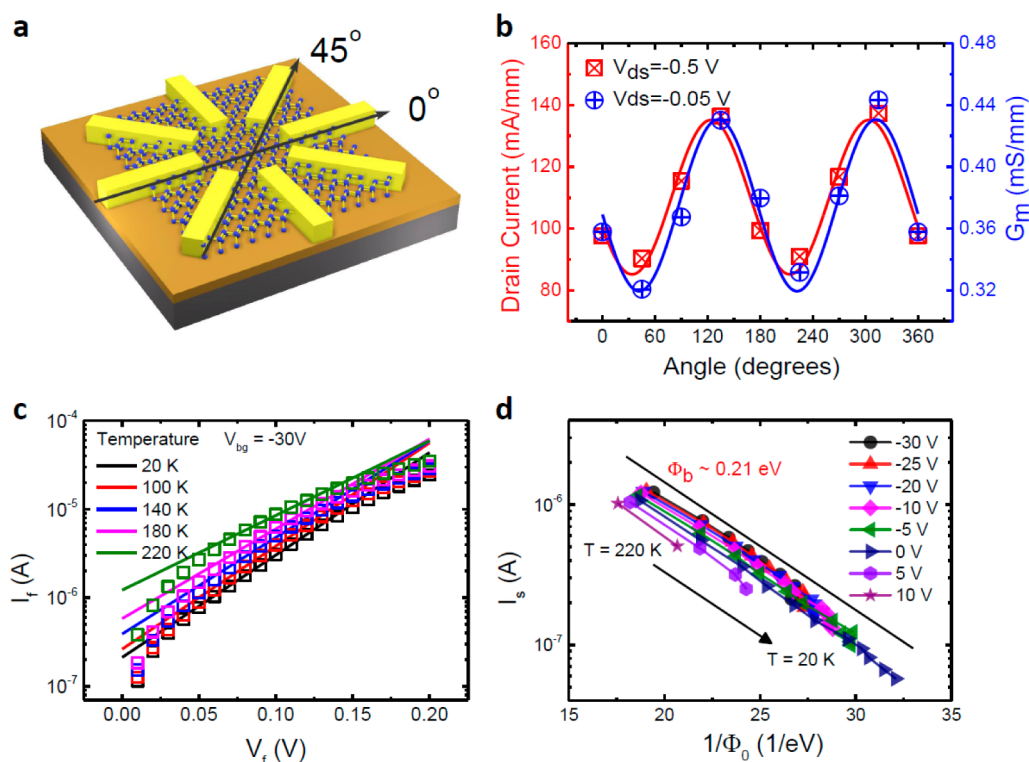 a
45°
0°
b
160
140
120
100
80
Drain Current (mA/mm)
V_ds=-0.5 V
Vds=-0.05 V
0.48
0.44
0.40
0.36
0.32
Gm (mS/mm)
0 60 120 180 240 300 360
Angle (degrees)
c
10^-4
10^-5
10^-6
10^-7
I_f (A)
Temperature V_bg = -30V
20 K
100 K
140 K
180 K
220 K
0.00 0.05 0.10 0.15 0.20
V_f (V)
d
10^-6
10^-7
I_s (A)
Φ_b ~ 0.21 eV
T = 220 K
T = 20 K
-30 V
-25 V
-20 V
-10 V
-5 V
0 V
5 V
10 V
15 20 25 30 35
1/Φ_0 (1/eV)